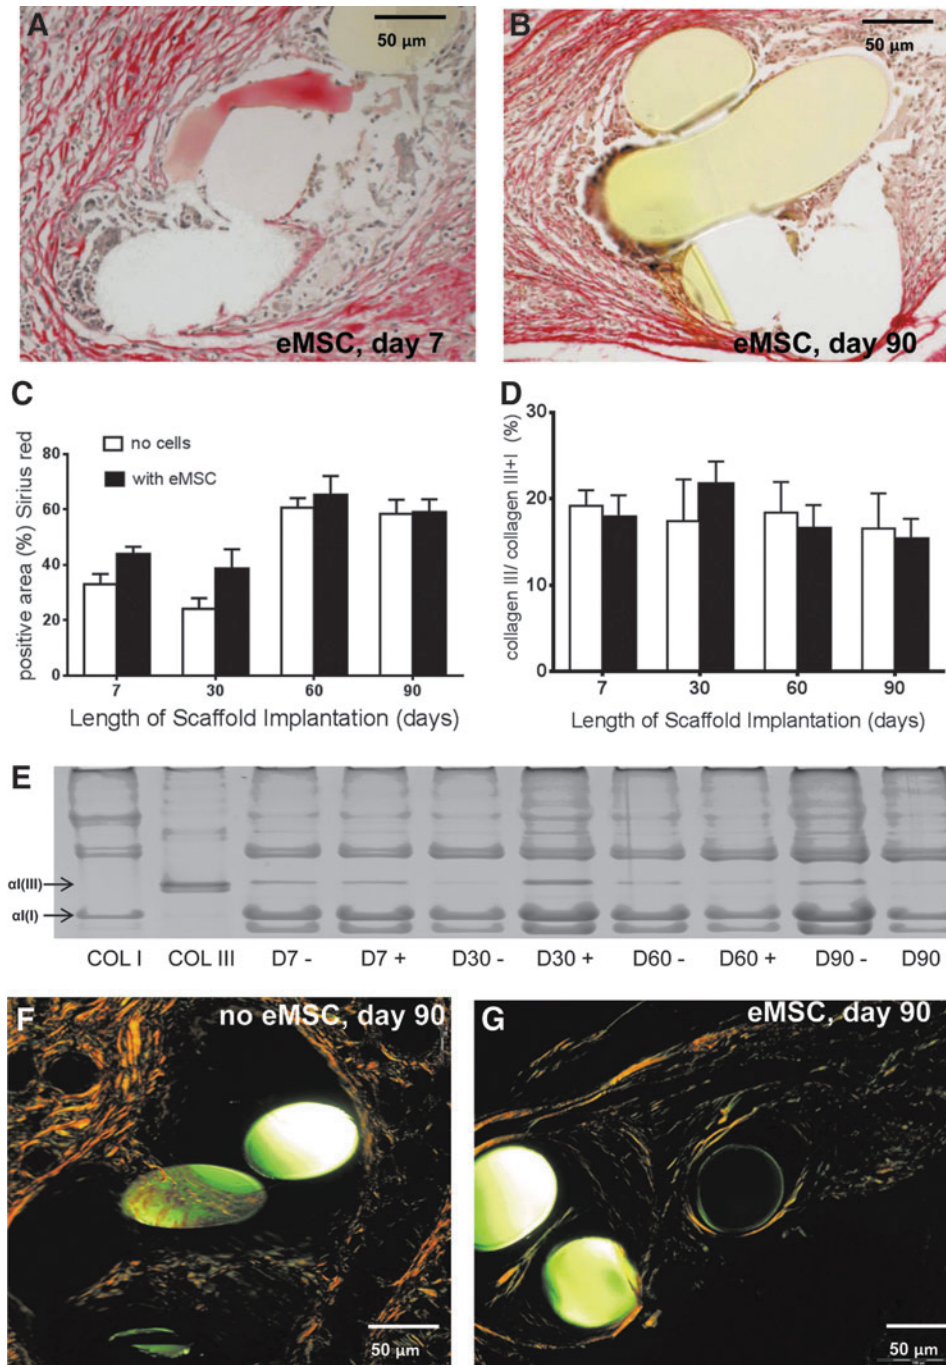 A
50 µm
eMSC, day 7
B
50 µm
eMSC, day 90
C
positive area (%) Sirius red
80
60
40
20
0
no cells
with eMSC
7 30 60 90
Length of Scaffold Implantation (days)
D
collagen III/ collagen III+I (%)
30
20
10
0
7 30 60 90
Length of Scaffold Implantation (days)
E
αI(III)
αI(I)
COL I COL III D7 - D7 + D30 - D30 + D60 - D60 + D90 - D90
F
no eMSC, day 90
50 µm
G
eMSC, day 90
50 µm